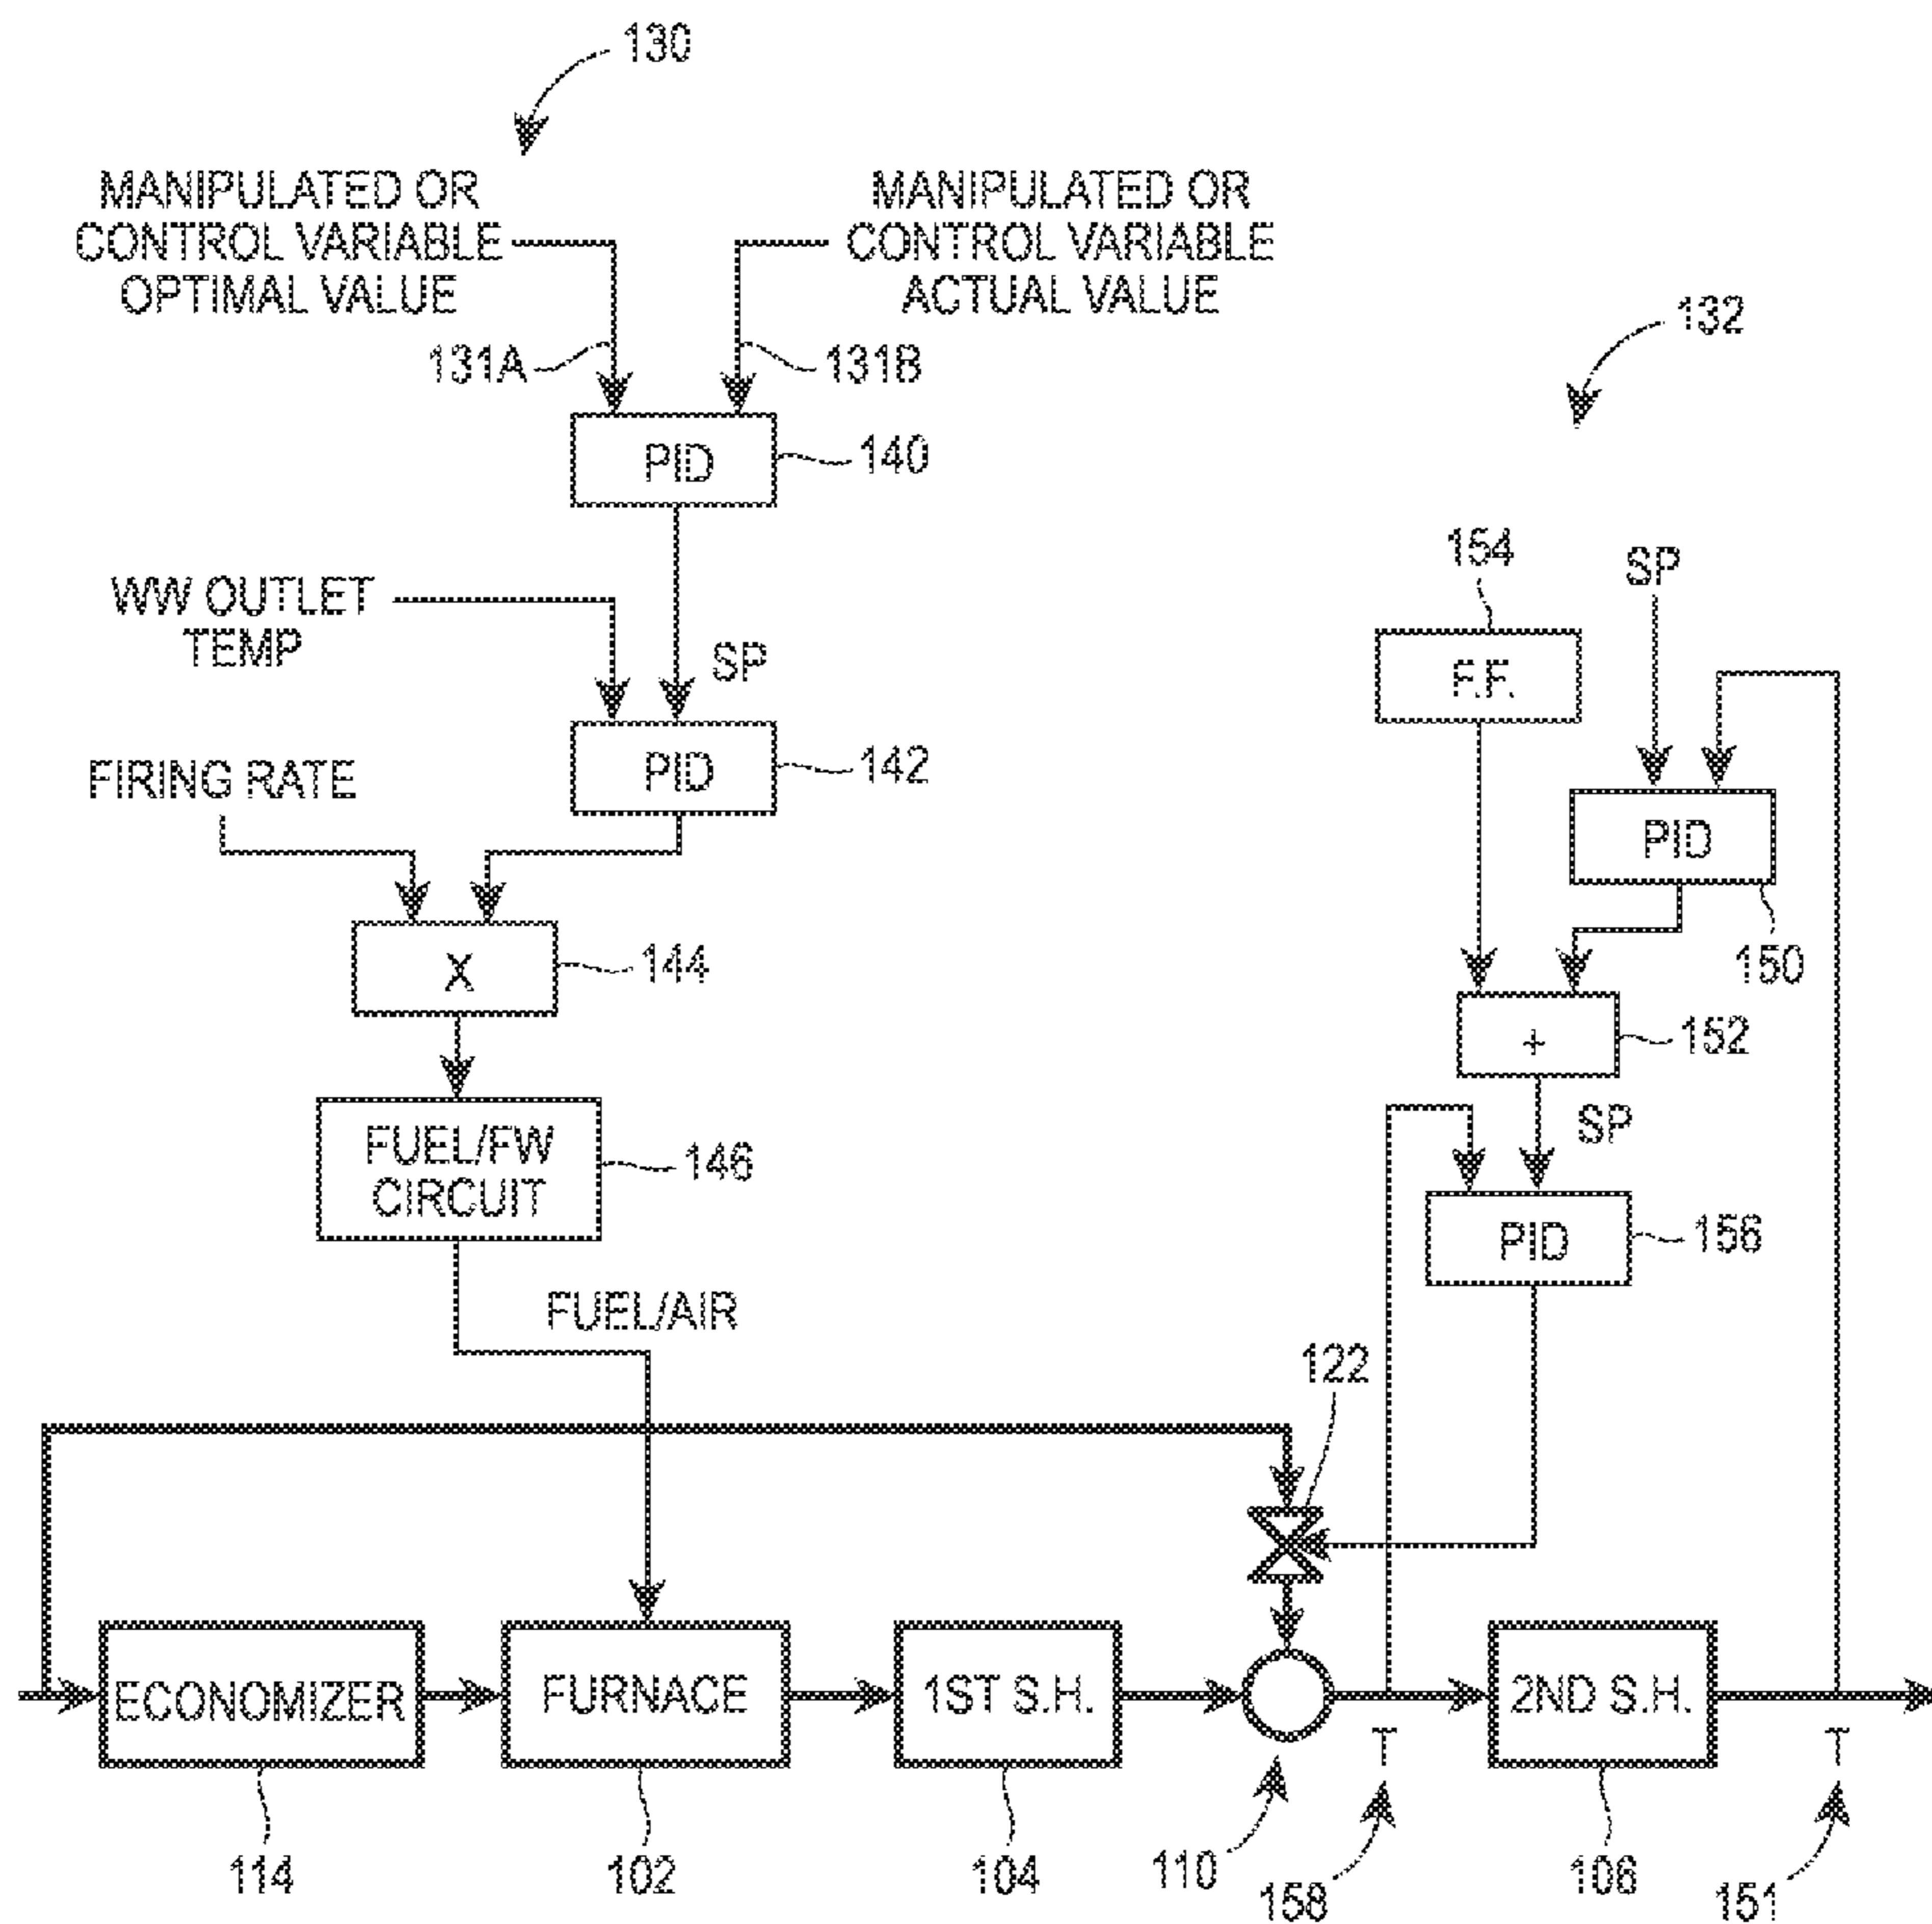 130
MANIPULATED OR
CONTROL VARIABLE
OPTIMAL VALUE
MANIPULATED OR
CONTROL VARIABLE
ACTUAL VALUE
132
131A
131B
PID
140
154
SP
WW OUTLET
TEMP
SP
F.F.
PID
142
FIRING RATE
PID
150
X
144
+
152
SP
FUEL/FW
CIRCUIT
146
PID
156
FUEL/AIR
122
ECONOMIZER
FURNACE
1ST S.H.
2ND S.H.
T
T
114
102
104
110
158
106
151